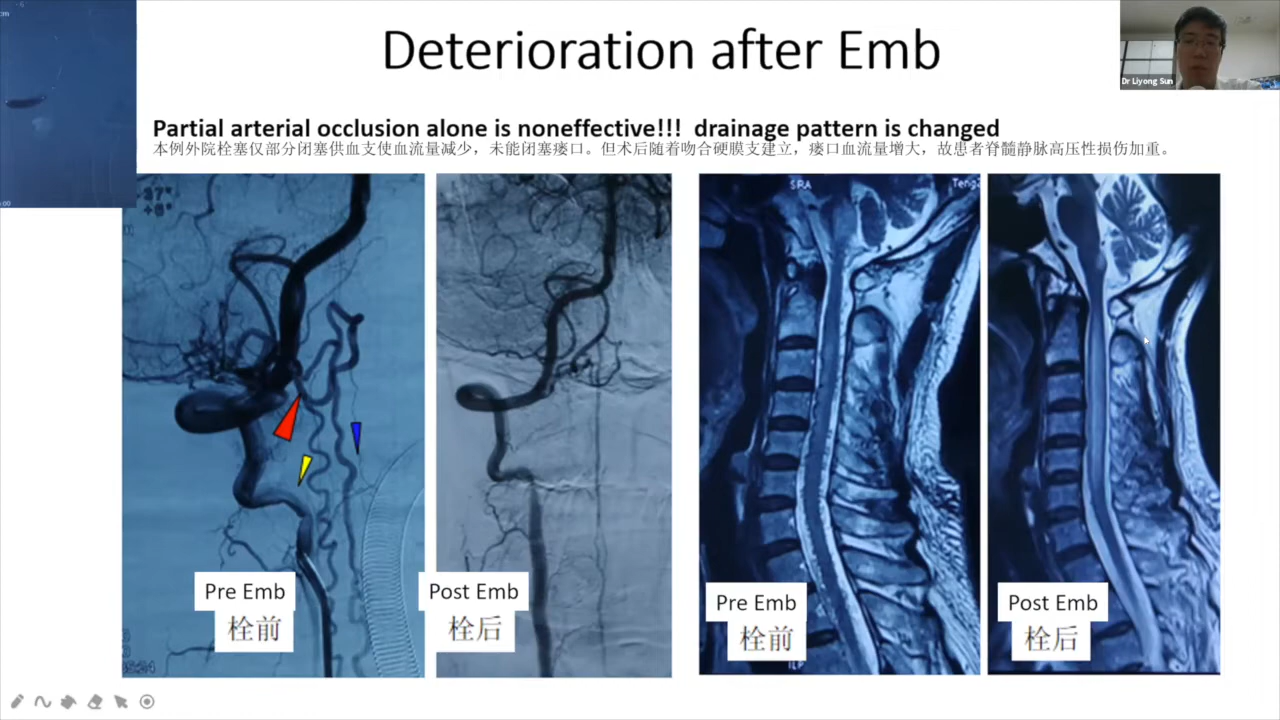 Deterioration after Emb
Dr Liyong Sun
Partial arterial occlusion alone is noneffective!!! drainage pattern is changed
本例外院栓塞仅部分闭塞供血支使血流量减少，未能闭塞瘘口。但术后随着吻合硬膜支建立，瘘口血流量增大，故患者脊髓静脉高压性损伤加重。
Pre Emb
栓前
Post Emb
栓后
Pre Emb
栓前
Post Emb
栓后